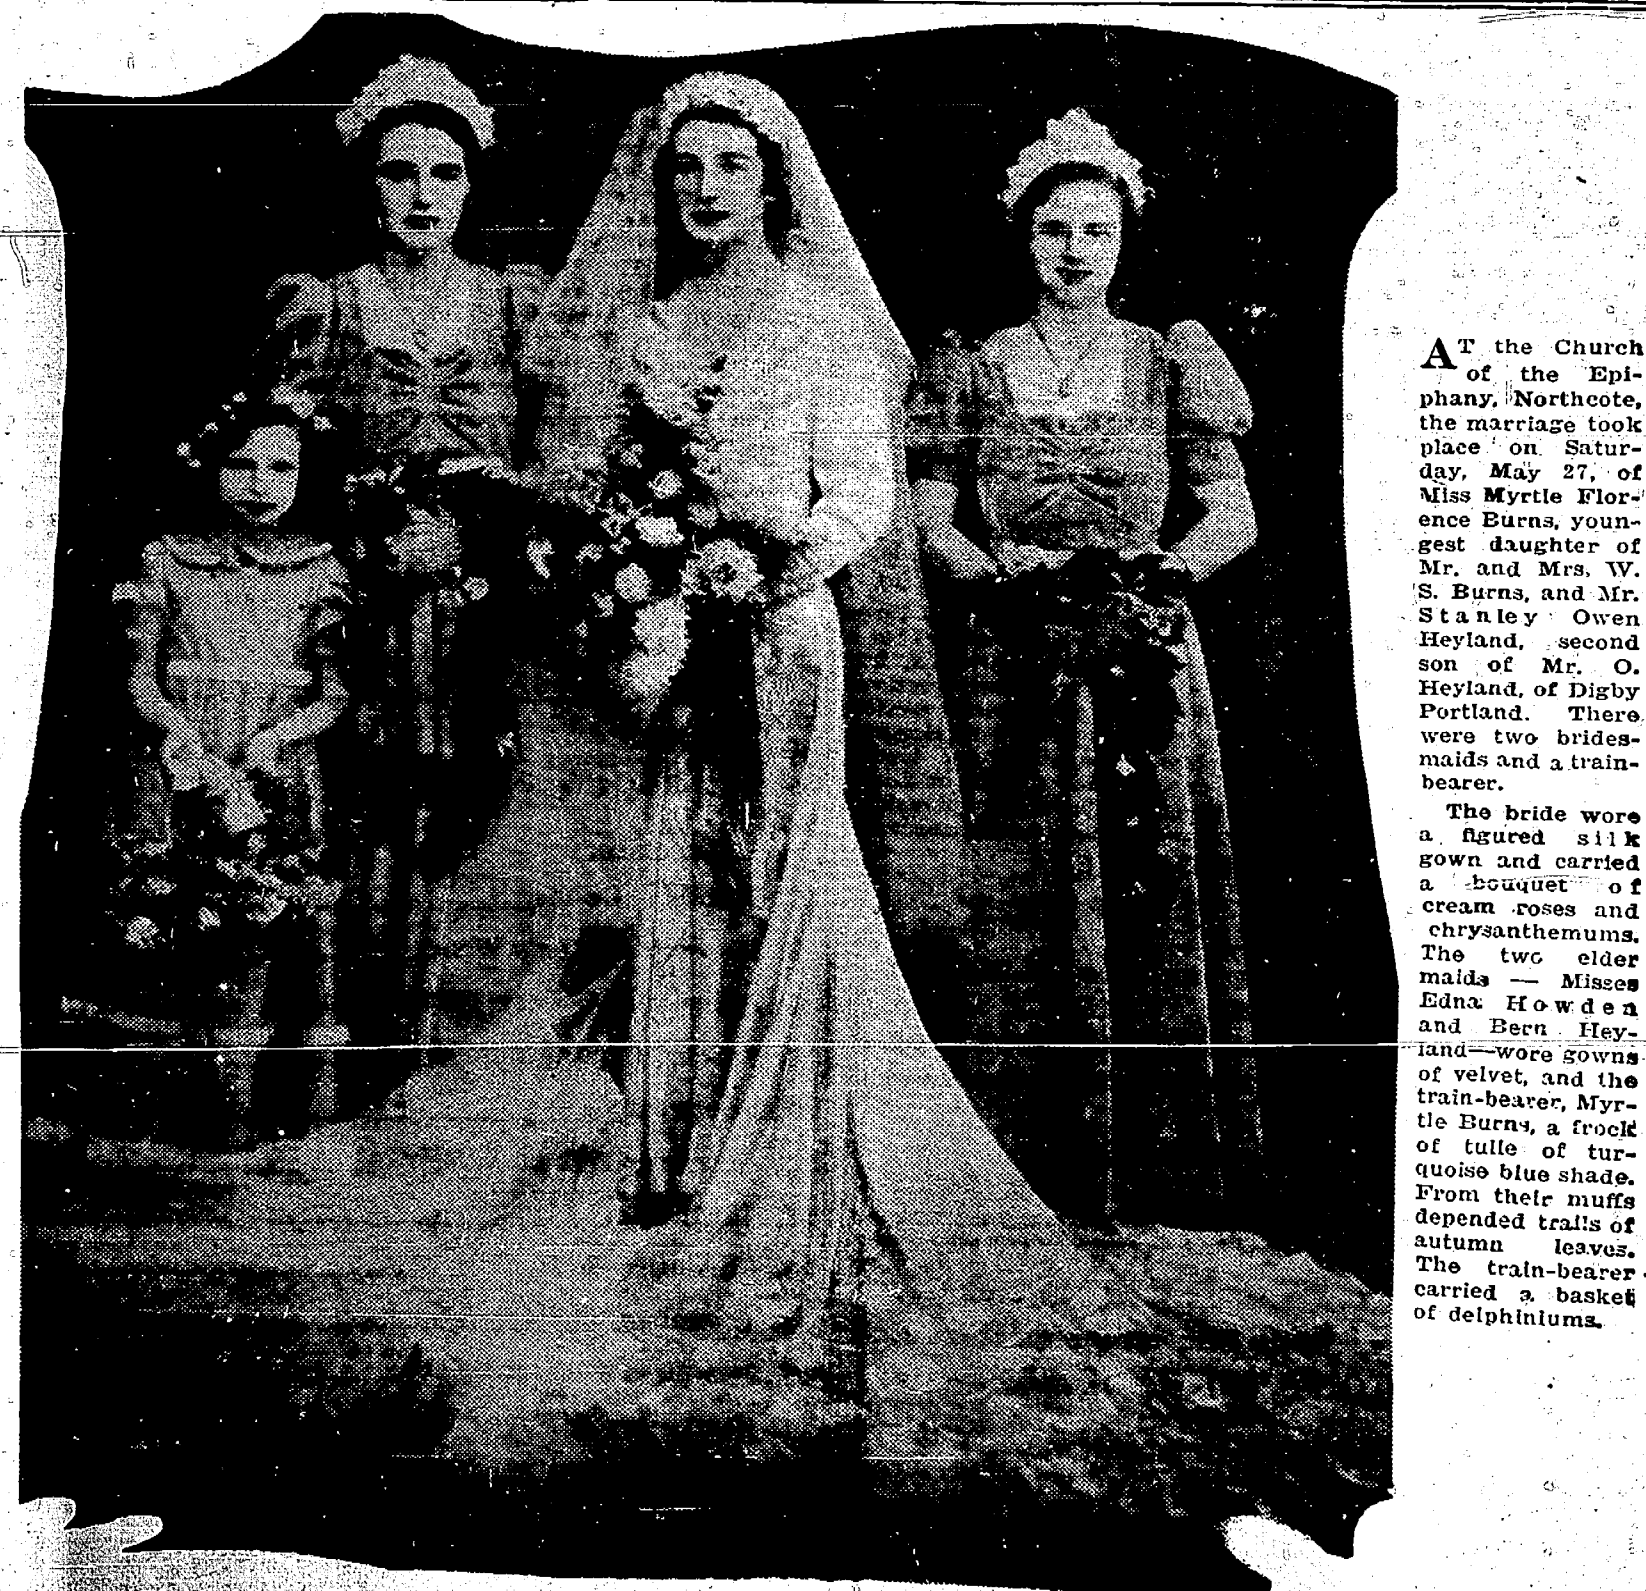 AT the Church
of the Epi-
phany, Northcote,
the marriage took
place on Satur-
day, May 27, of
Miss Myrtle Flor-
ence Burns, youn-
gest daughter of
Mr. and Mrs. W.
S. Burns, and Mr.
Stanley Owen
Heyland, second
son of Mr. O.
Heyland, of Digby
Portland. There
were two brides-
maids and a train-
bearer.
The bride wore
a figured silk
gown and carried
a bouquet of
cream roses and
chrysanthemums.
The two elder
maids — Misses
Edna Howden
and Bern Hey-
land—wore gowns
of velvet, and the
train-bearer, Myr-
tle Burns, a frock
of tulle of tur-
quoise blue shade.
From their muffs
depended trails of
autumn leaves.
The train-bearer
carried a basket
of delphiniums.